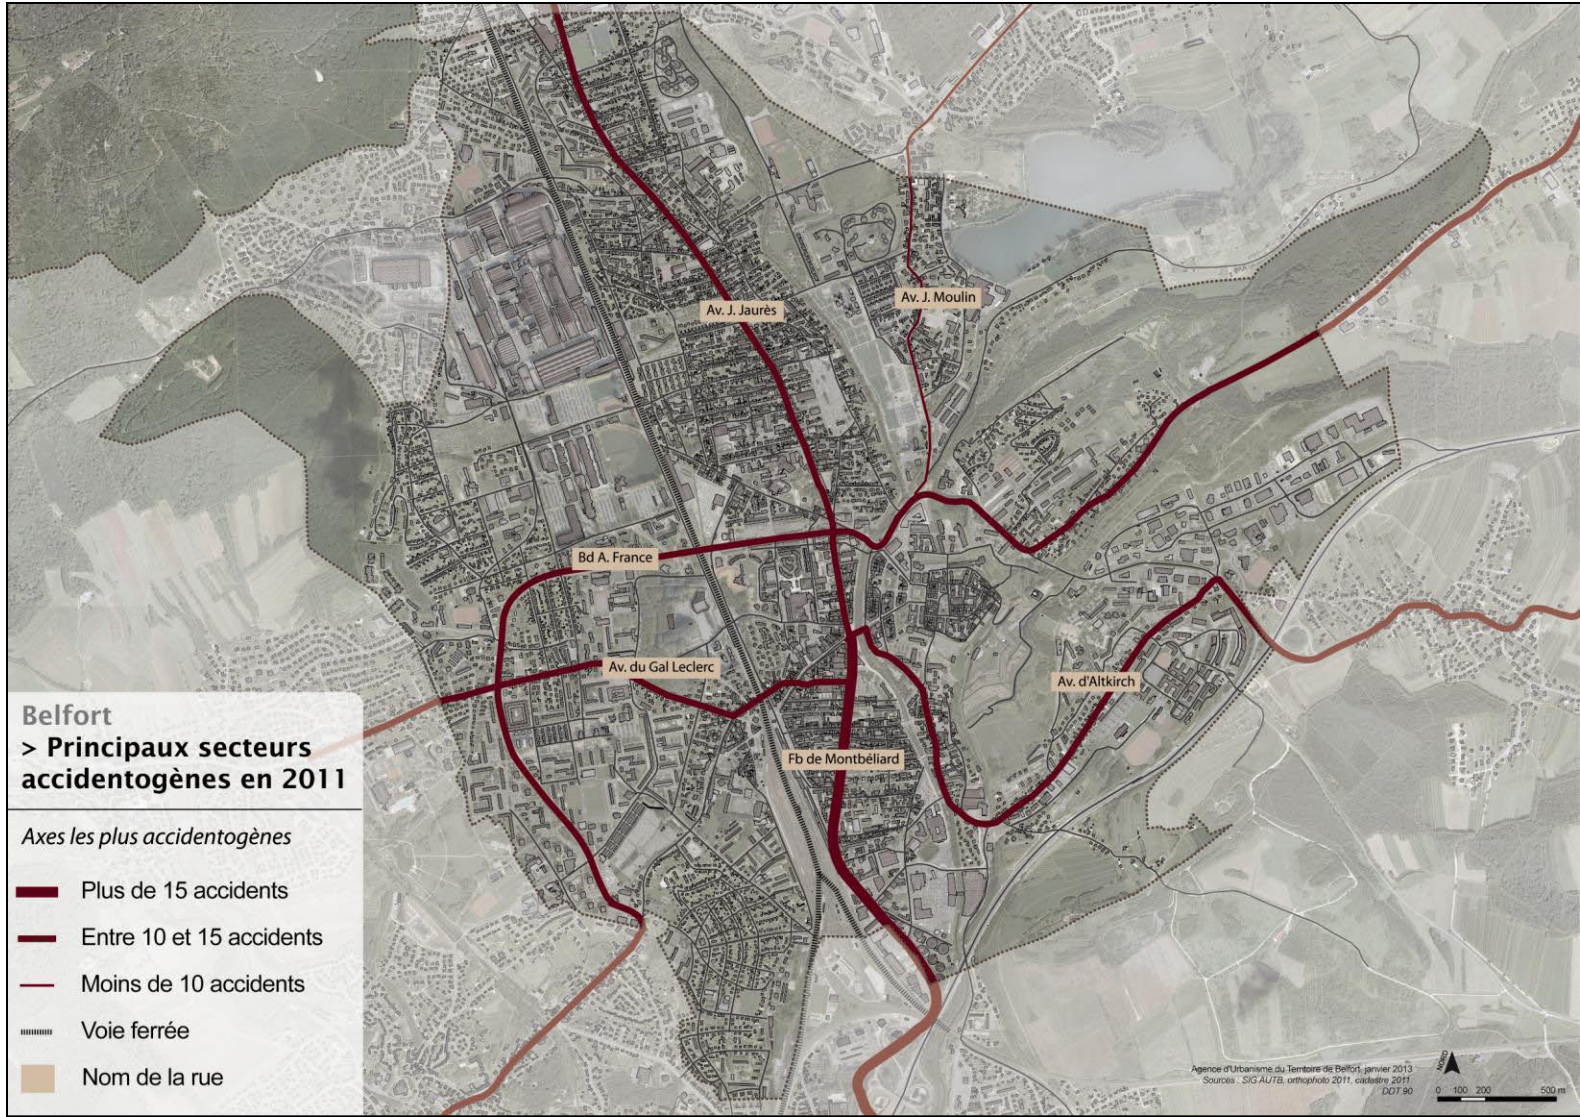 Av. J. Moulin
Av. J. Jaurès
Bd A. France
Av. du Gal Leclerc
Av. d'Altkirch
Fb de Montbéliard
Belfort
> Principaux secteurs
accidentogènes en 2011
Axes les plus accidentogènes
Plus de 15 accidents
Entre 10 et 15 accidents
Moins de 10 accidents
Voie ferrée
Nom de la rue
Agence d'Urbanisme du Territoire de Belfort, janvier 2013
Sources : SIG AUTB, orthophoto 2011, cadastre 2011,
DDT 90
NORD
0 100 200 500 m